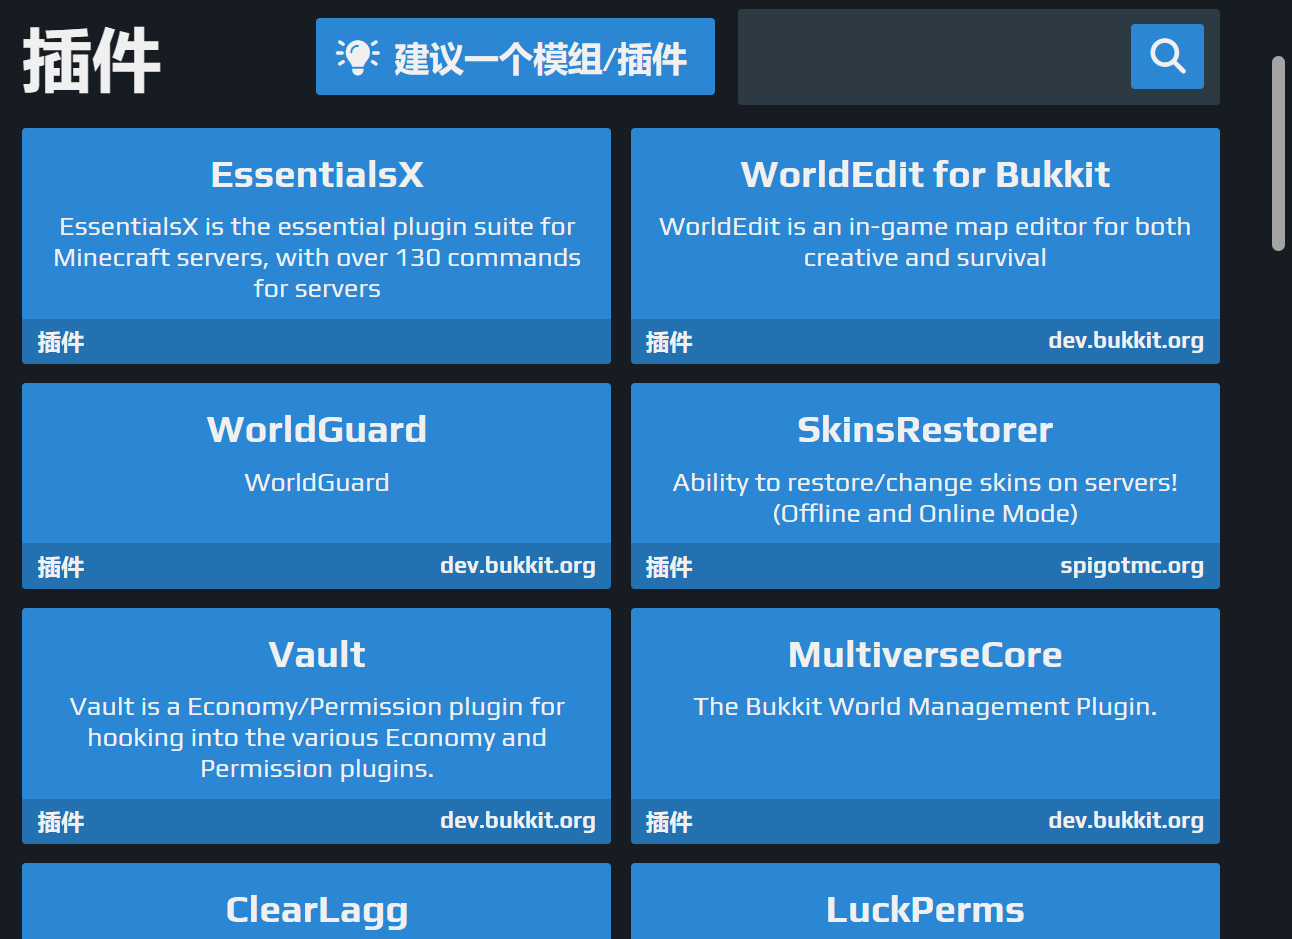 插件
建议一个模组/插件
EssentialsX
EssentialsX is the essential plugin suite for
Minecraft servers, with over 130 commands
for servers
插件
WorldEdit for Bukkit
WorldEdit is an in-game map editor for both
creative and survival
插件
dev.bukkit.org
WorldGuard
WorldGuard
插件
dev.bukkit.org
SkinsRestorer
Ability to restore/change skins on servers!
(Offline and Online Mode)
插件
spigotmc.org
Vault
Vault is a Economy/Permission plugin for
hooking into the various Economy and
Permission plugins.
插件
dev.bukkit.org
MultiverseCore
The Bukkit World Management Plugin.
插件
dev.bukkit.org
ClearLagg
LuckPerms